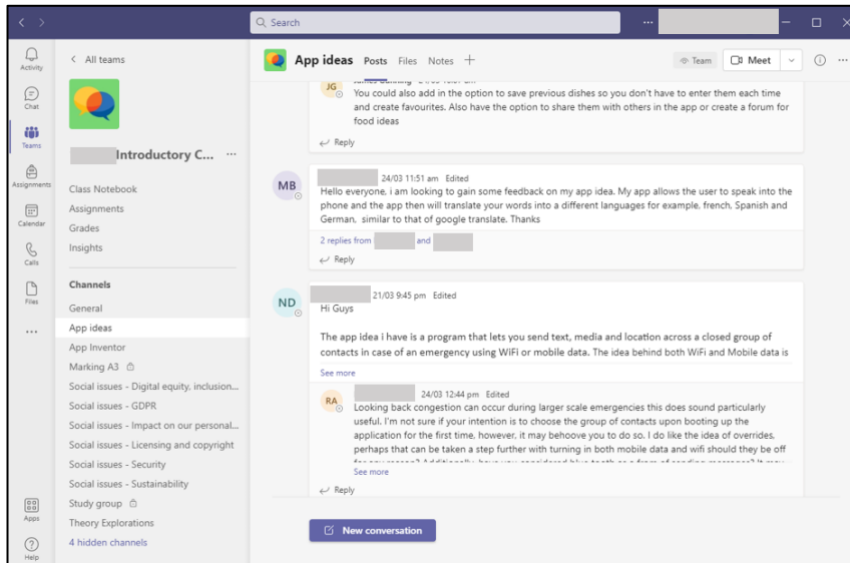 Search
Activity
Chat
Teams
Assignments
Calendar
Calls
Files
Apps
Help
All teams
Introductory C...
Class Notebook
Assignments
Grades
Insights
Channels
General
App ideas
App Inventor
Marking A3
Social issues - Digital equity, inclusion...
Social issues - GDPR
Social issues - Impact on our personal...
Social issues - Licensing and copyright
Social issues - Security
Social issues - Sustainability
Study group
Theory Explorations
4 hidden channels
App ideas Posts Files Notes
Team
Meet
JG
You could also add in the option to save previous dishes so you don't have to enter them each time
and create favourites. Also have the option to share them with others in the app or create a forum for
food ideas
Reply
MB
24/03 11:51 am Edited
Hello everyone, i am looking to gain some feedback on my app idea. My app allows the user to speak into the
phone and the app then will translate your words into a different languages for example, french, Spanish and
German, similar to that of google translate. Thanks
2 replies from and
Reply
ND
21/03 9:45 pm Edited
Hi Guys
The app idea i have is a program that lets you send text, media and location across a closed group of
contacts in case of an emergency using WiFi or mobile data. The idea behind both WiFi and Mobile data is
See more
RA
24/03 12:44 pm Edited
Looking back congestion can occur during larger scale emergencies this does sound particularly
useful. I'm not sure if your intention is to choose the group of contacts upon booting up the
application for the first time, however, it may behoove you to do so. I do like the idea of overrides,
perhaps that can be taken a step further with turning in both mobile data and wifi should they be off
See more
Reply
New conversation